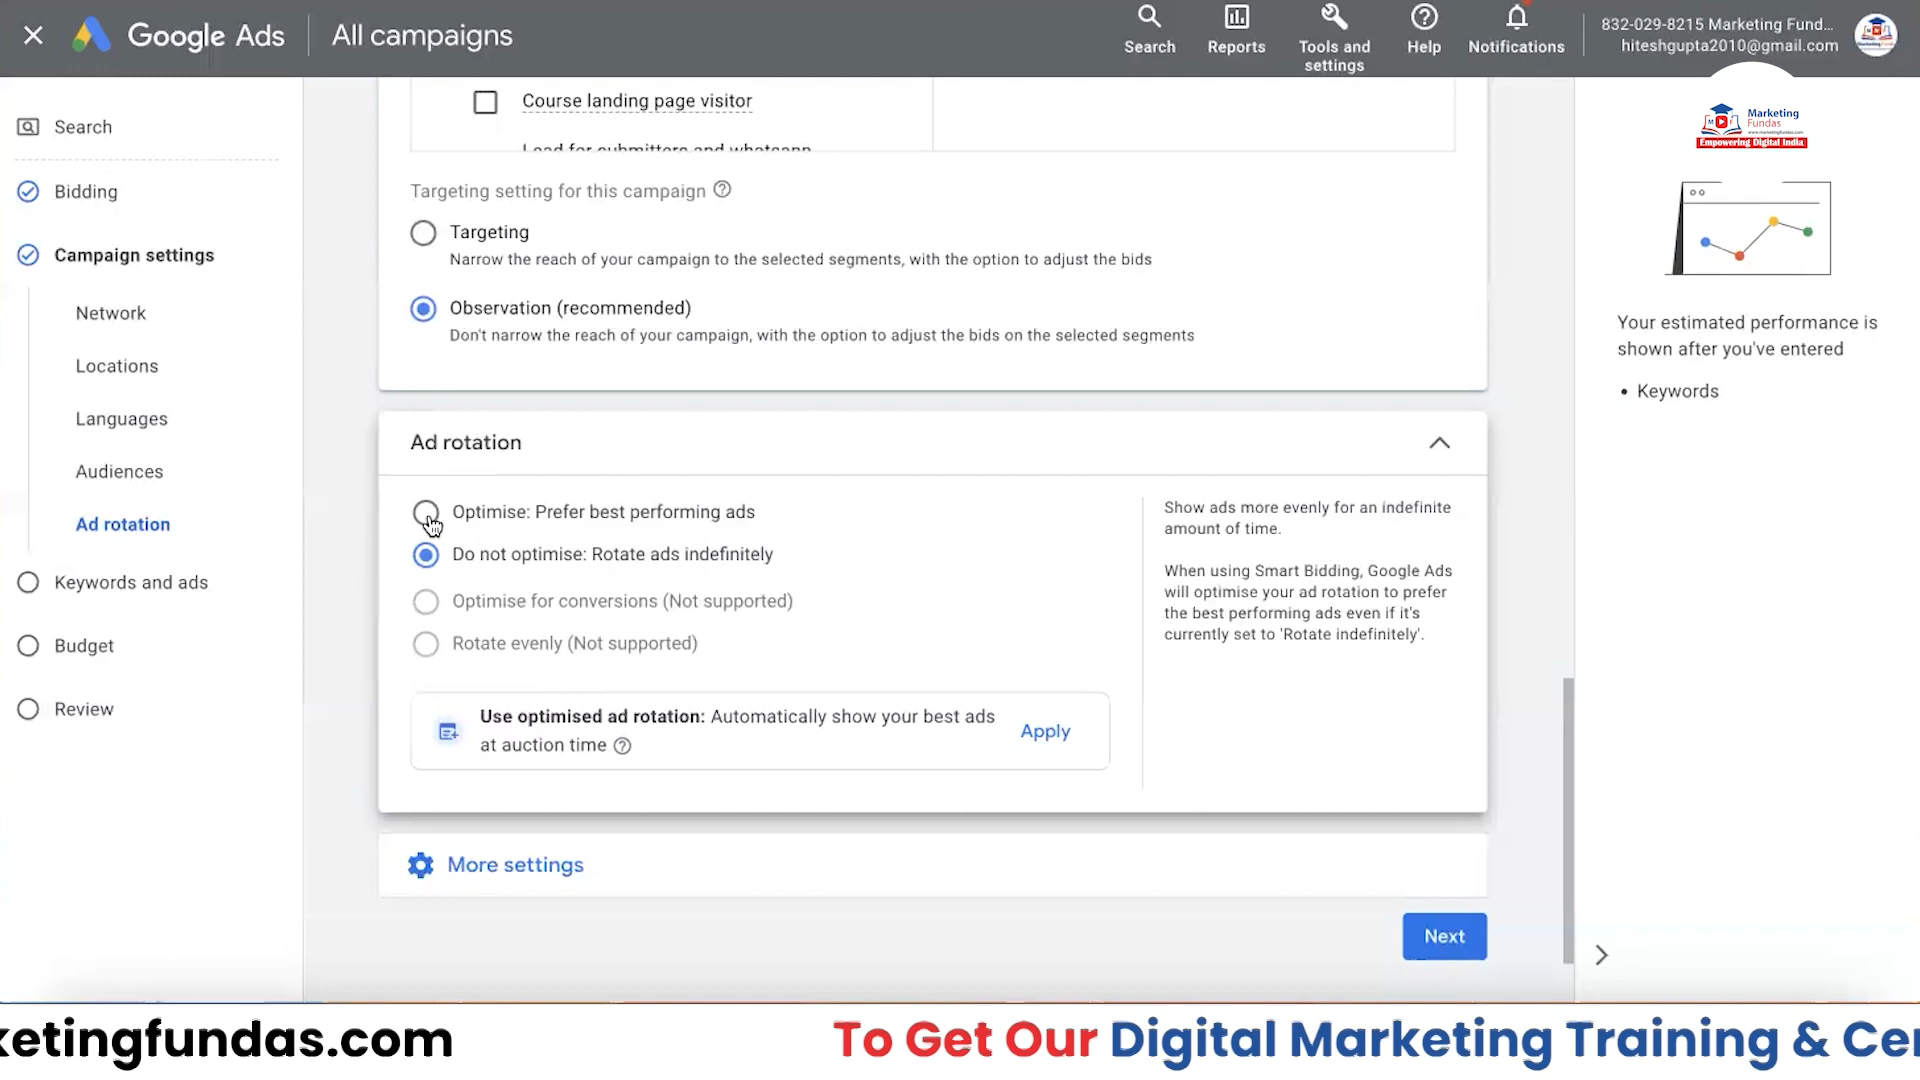 Google Ads
All campaigns
Search
Reports
Tools and
settings
Help
Notifications
832-029-8215 Marketing Fund...
hiteshgupta2010@gmail.com
Search
Bidding
Campaign settings
Network
Locations
Languages
Audiences
Ad rotation
Keywords and ads
Budget
Review
Course landing page visitor
Lead for submitters and whatsapp
Targeting setting for this campaign
Targeting
Narrow the reach of your campaign to the selected segments, with the option to adjust the bids
Observation (recommended)
Don't narrow the reach of your campaign, with the option to adjust the bids on the selected segments
Ad rotation
Optimise: Prefer best performing ads
Do not optimise: Rotate ads indefinitely
Optimise for conversions (Not supported)
Rotate evenly (Not supported)
Use optimised ad rotation: Automatically show your best ads
at auction time
Apply
Show ads more evenly for an indefinite
amount of time.
When using Smart Bidding, Google Ads
will optimise your ad rotation to prefer
the best performing ads even if it's
currently set to 'Rotate indefinitely'.
More settings
Next
Marketing
Fundas
www.marketingfundas.com
Empowering Digital India
Your estimated performance is
shown after you've entered
• Keywords
ketingfundas.com
To Get Our Digital Marketing Training & Cer